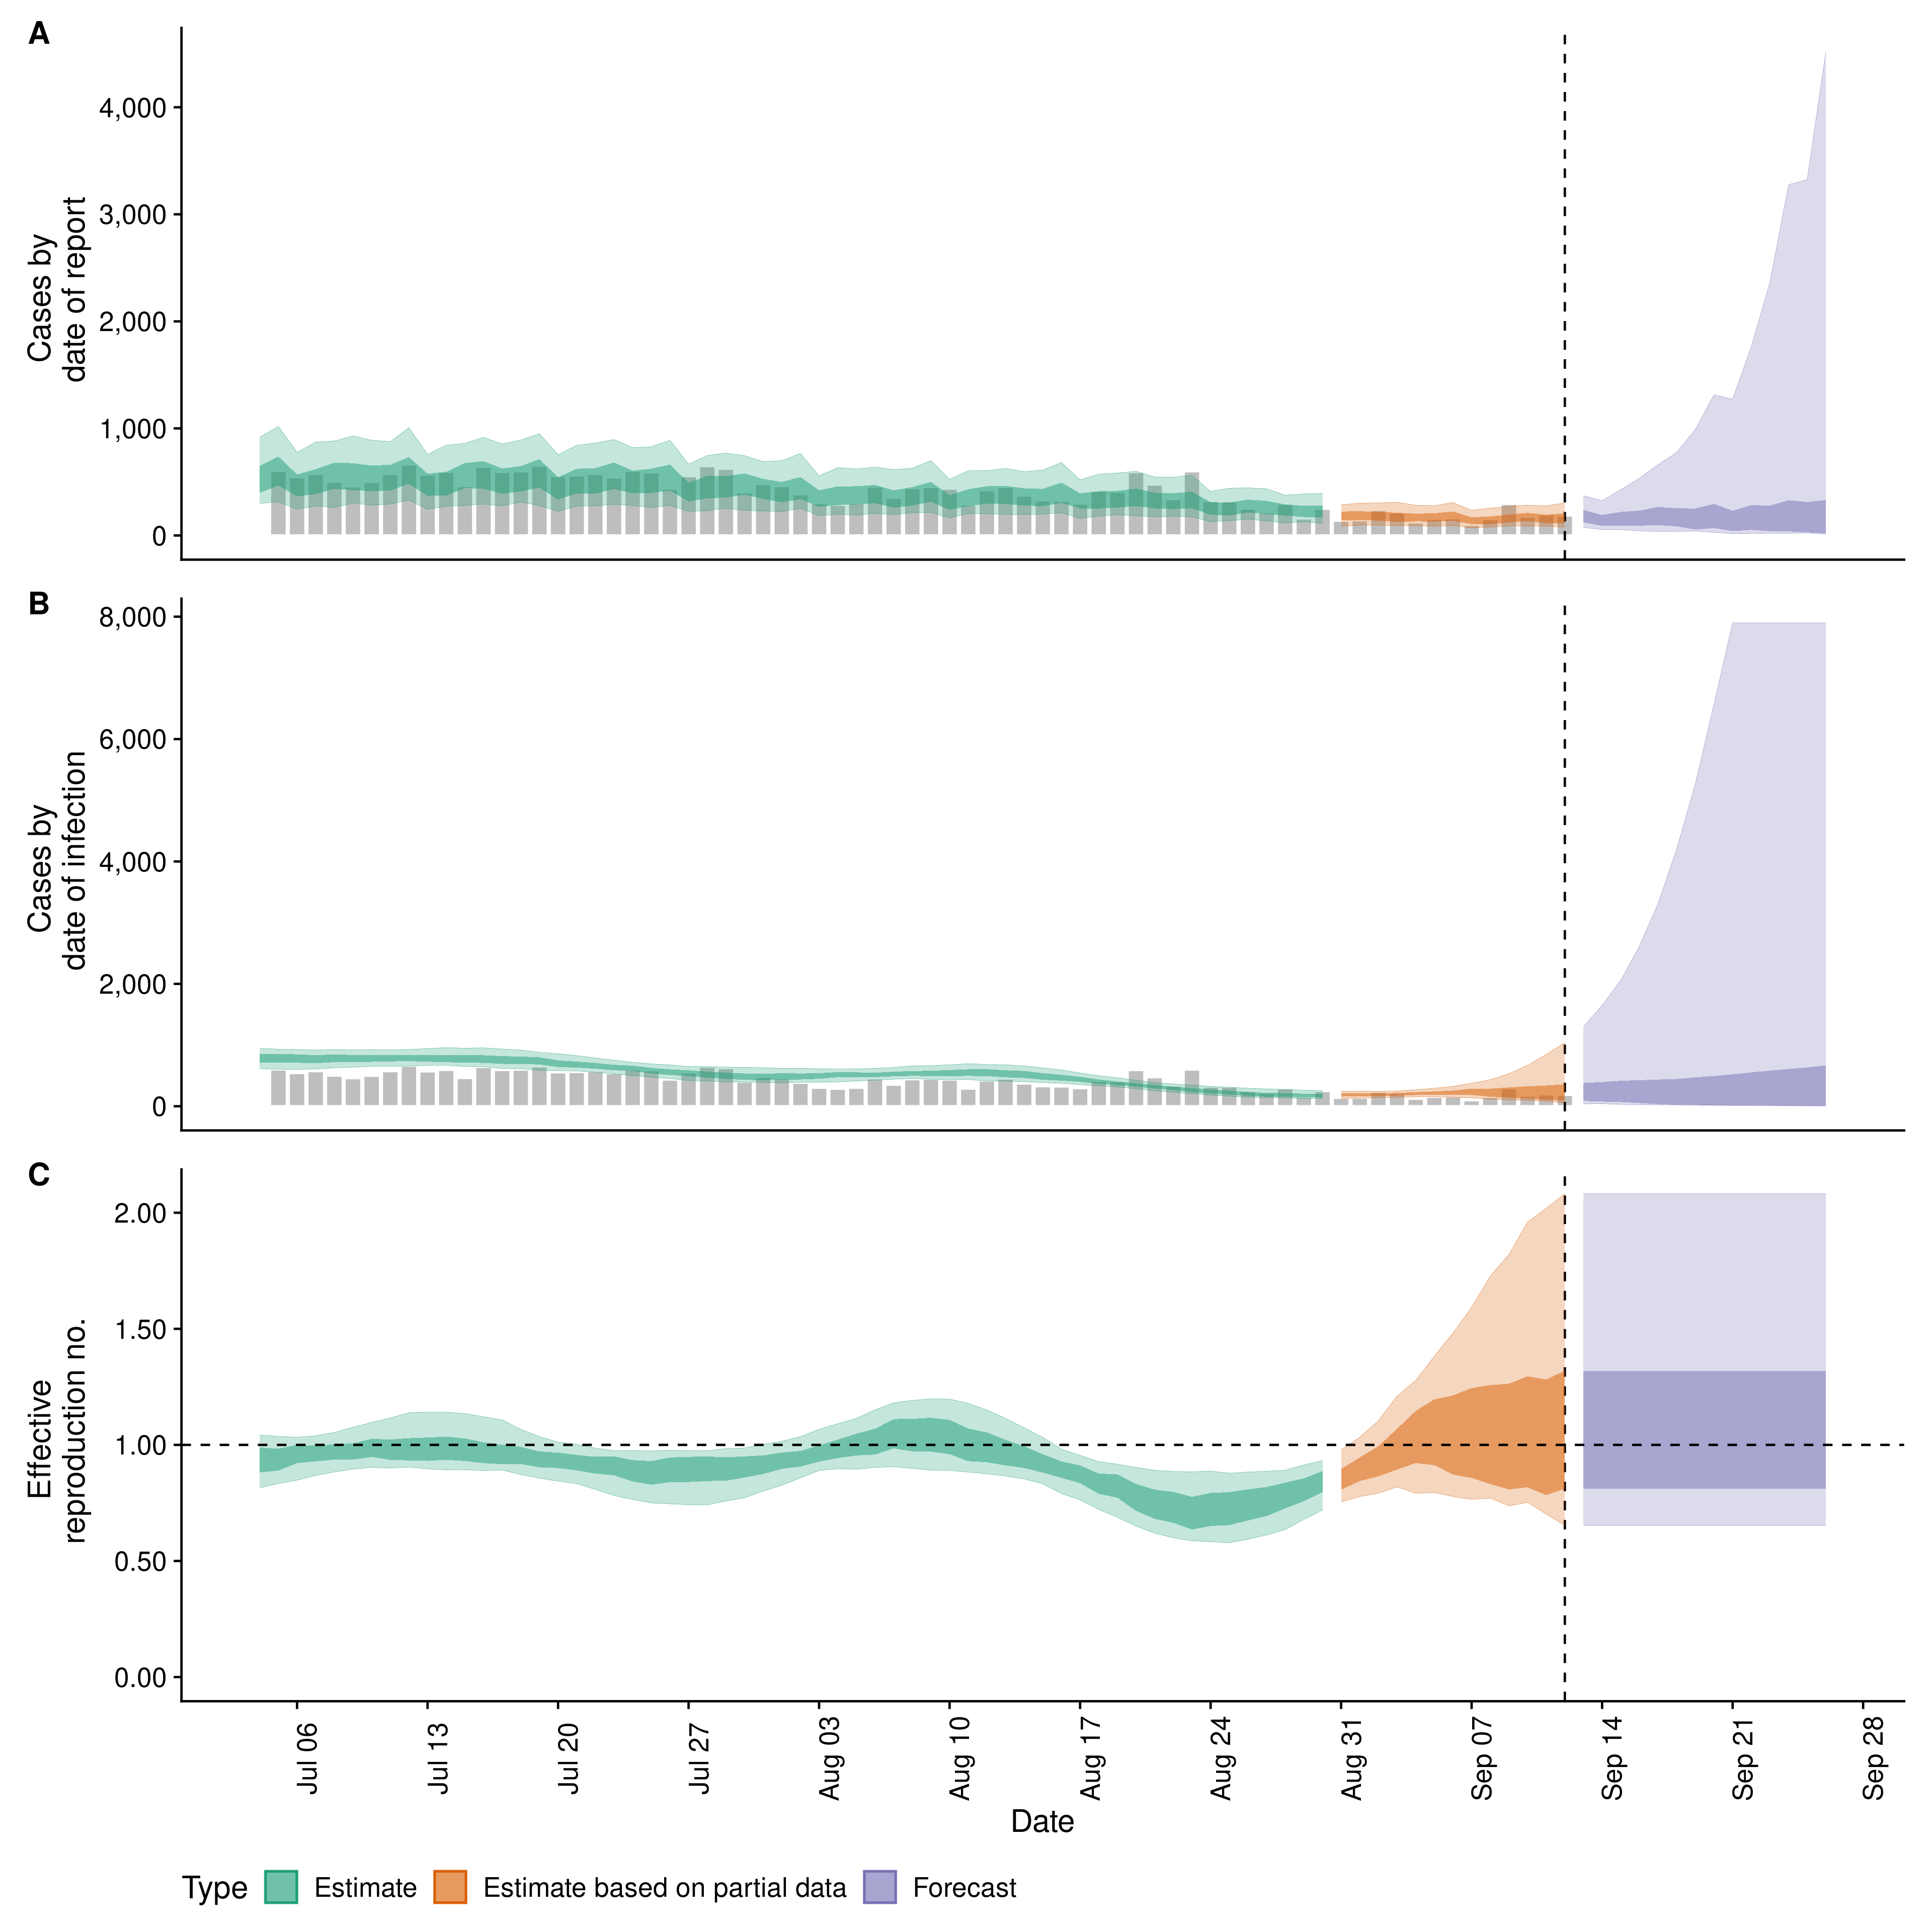 A
Cases by
date of report
4,000
3,000
2,000
1,000
0
B
Cases by
date of infection
8,000
6,000
4,000
2,000
0
C
Effective
reproduction no.
2.00
1.50
1.00
0.50
0.00
Jul 06
Jul 13
Jul 20
Jul 27
Aug 03
Aug 10
Aug 17
Aug 24
Aug 31
Sep 07
Sep 14
Sep 21
Sep 28
Date
Type Estimate Estimate based on partial data Forecast